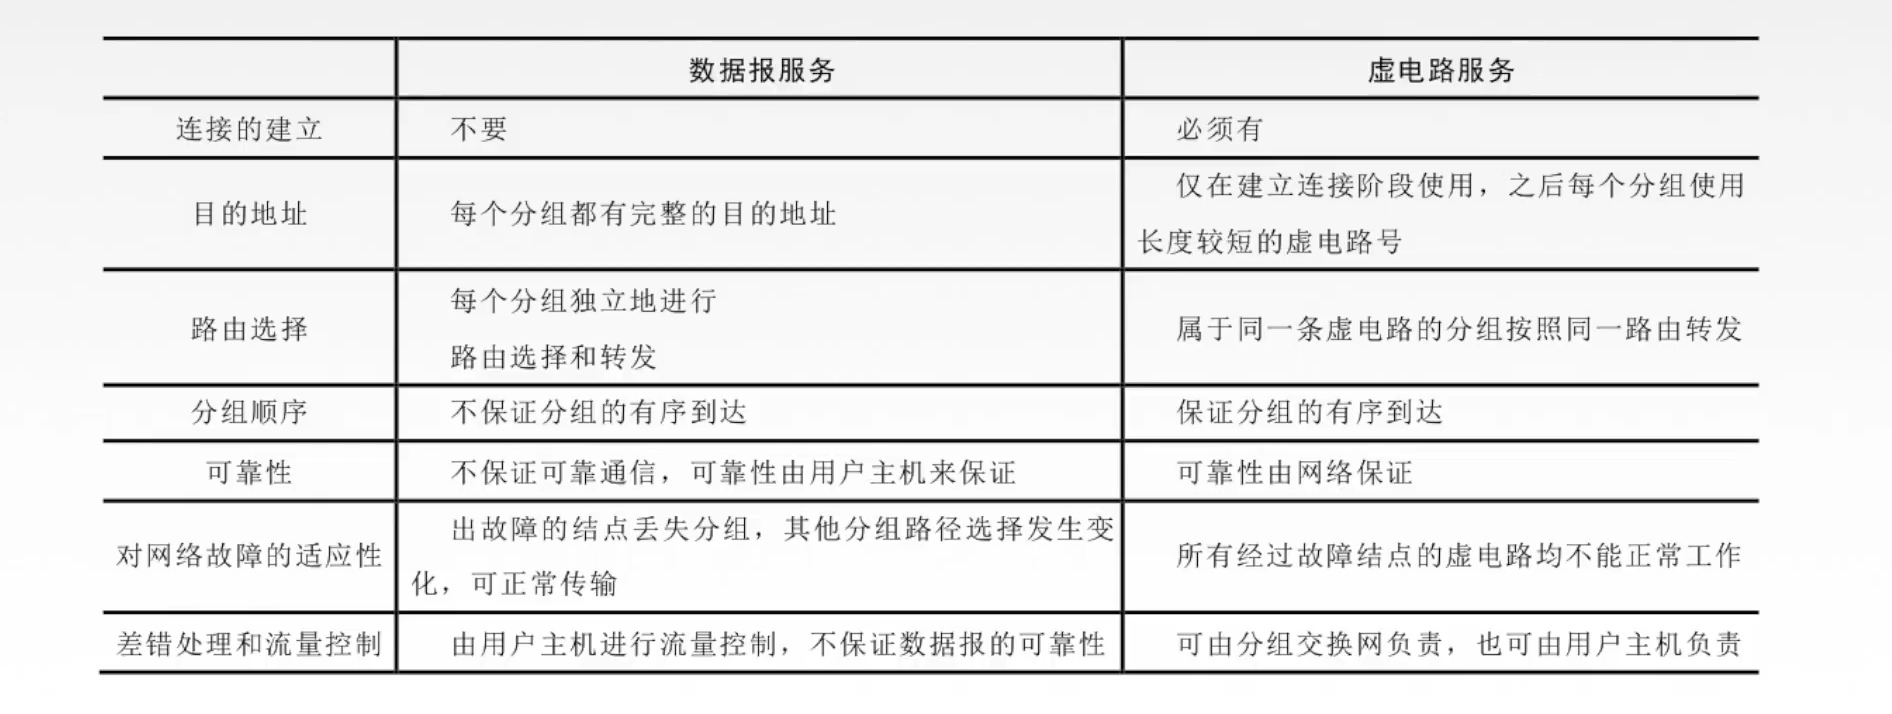 数据报服务 虚电路服务
连接的建立 不要 必须有
目的地址 每个分组都有完整的目的地址 仅在建立连接阶段使用，之后每个分组使用
长度较短的虚电路号
路由选择 每个分组独立地进行
路由选择和转发 属于同一条虚电路的分组按照同一路由转发
分组顺序 不保证分组的有序到达 保证分组的有序到达
可靠性 不保证可靠通信，可靠性由用户主机来保证 可靠性由网络保证
对网络故障的适应性 出故障的结点丢失分组，其他分组路径选择发生变
化，可正常传输 所有经过故障结点的虚电路均不能正常工作
差错处理和流量控制 由用户主机进行流量控制，不保证数据报的可靠性 可由分组交换网负责，也可由用户主机负责